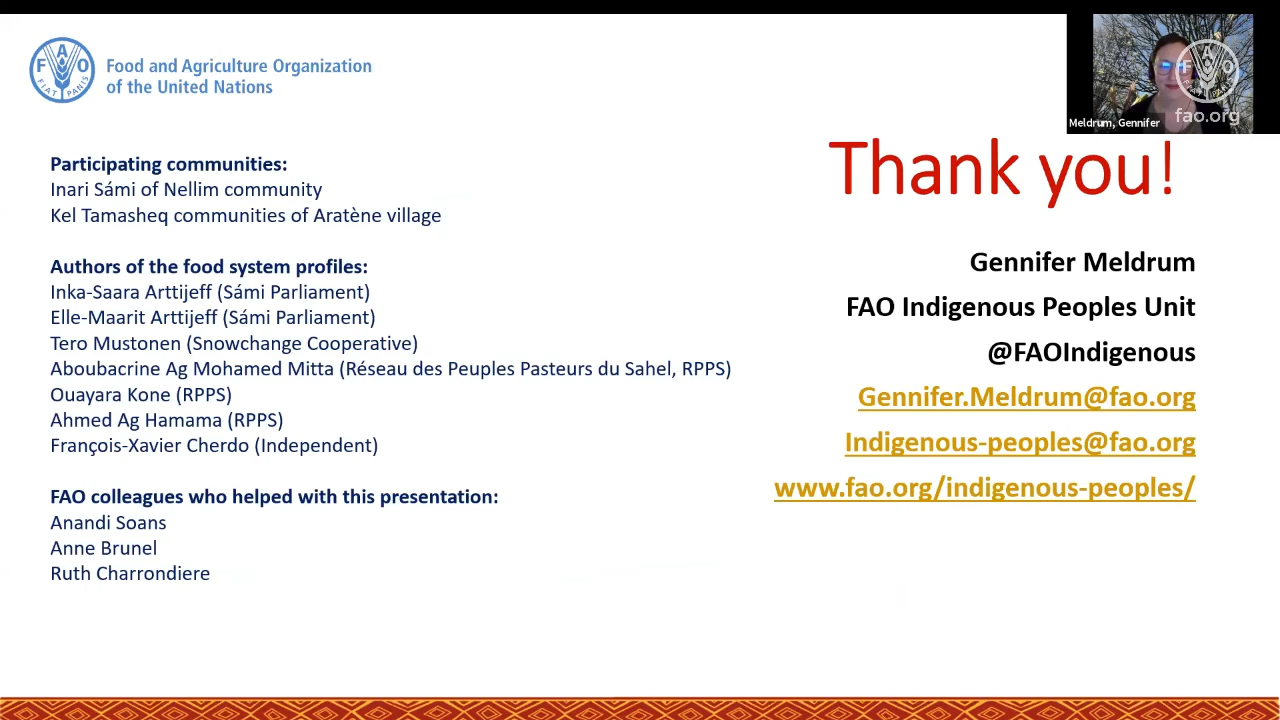 F A O
FIAT PANIS
Food and Agriculture Organization
of the United Nations
F A O
fao.org
Meldrum, Gennifer
Participating communities:
Inari Sámi of Nellim community
Kel Tamasheq communities of Aratène village
Authors of the food system profiles:
Inka-Saara Arttijeff (Sámi Parliament)
Elle-Maarit Arttijeff (Sámi Parliament)
Tero Mustonen (Snowchange Cooperative)
Aboubacrine Ag Mohamed Mitta (Réseau des Peuples Pasteurs du Sahel, RPPS)
Ouayara Kone (RPPS)
Ahmed Ag Hamama (RPPS)
François-Xavier Cherdo (Independent)
FAO colleagues who helped with this presentation:
Anandi Soans
Anne Brunel
Ruth Charrondiere
Thank you!
Gennifer Meldrum
FAO Indigenous Peoples Unit
@FAOIndigenous
Gennifer.Meldrum@fao.org
Indigenous-peoples@fao.org
www.fao.org/indigenous-peoples/